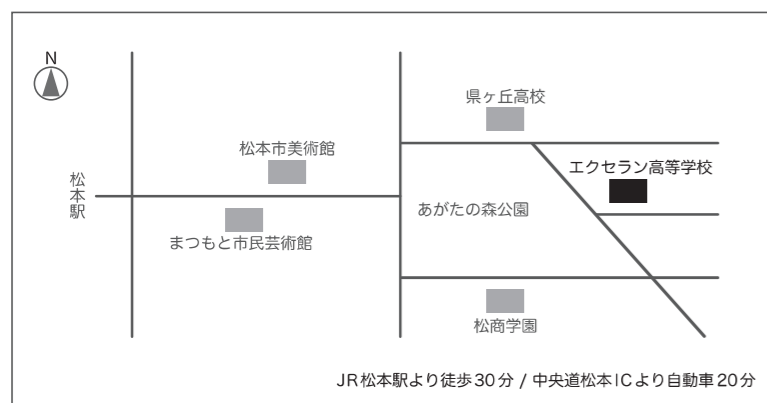 N
県ヶ丘高校
松本市美術館
エクセラン高等学校
松本駅
あがたの森公園
まつもと市民芸術館
松商学園
JR松本駅より徒歩30分 / 中央道松本ICより自動車20分